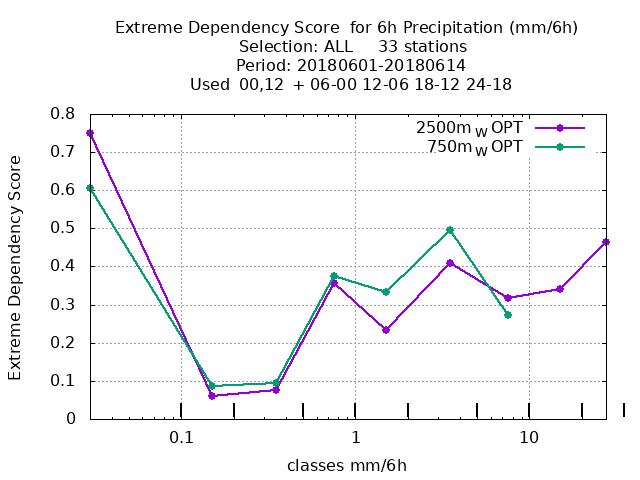 Extreme Dependency Score for 6h Precipitation (mm/6h)
Selection: ALL 33 stations
Period: 20180601-20180614
Used 00,12 + 06-00 12-06 18-12 24-18
2500m_W OPT
750m_W OPT
Extreme Dependency Score
0.8
0.7
0.6
0.5
0.4
0.3
0.2
0.1
0
0.1 1 10
classes mm/6h